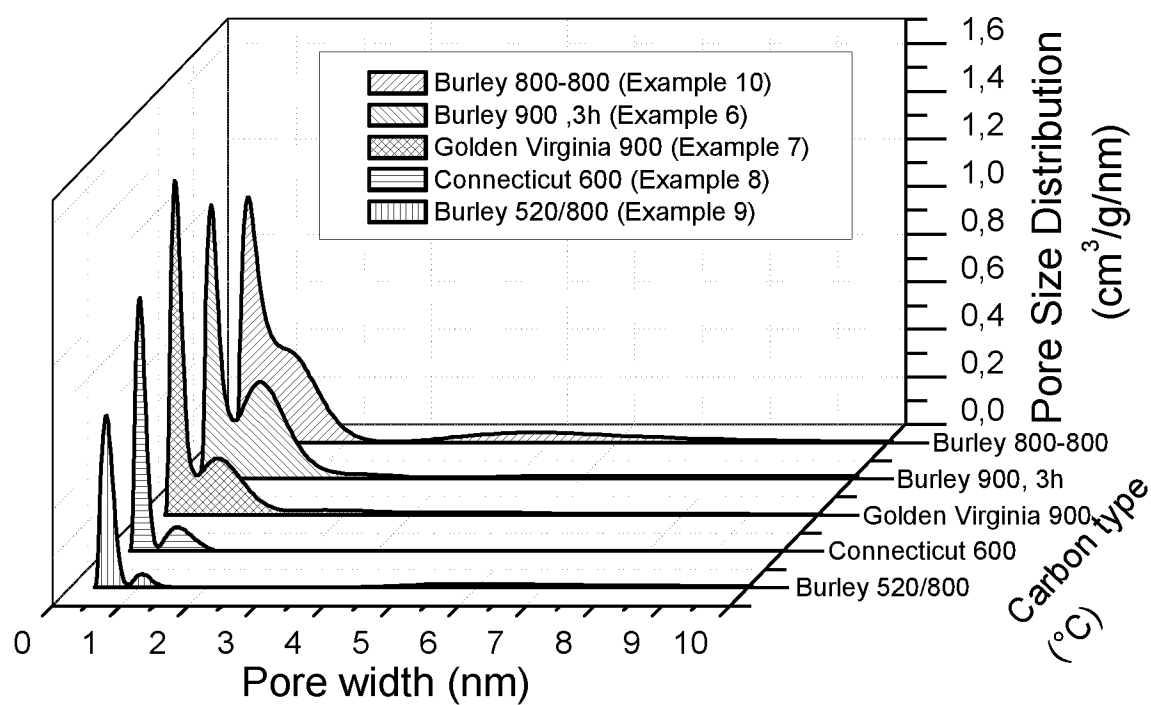 1,6
1,4
1,2
1,0
0,8
0,6
0,4
0,2
0,0
Pore Size Distribution
(cm³/g/nm)
Burley 800-800 (Example 10)
Burley 900 ,3h (Example 6)
Golden Virginia 900 (Example 7)
Connecticut 600 (Example 8)
Burley 520/800 (Example 9)
Burley 800-800
Burley 900, 3h
Golden Virginia 900
Connecticut 600
Burley 520/800
Carbon type
(°C)
0 1 2 3 4 5 6 7 8 9 10
Pore width (nm)